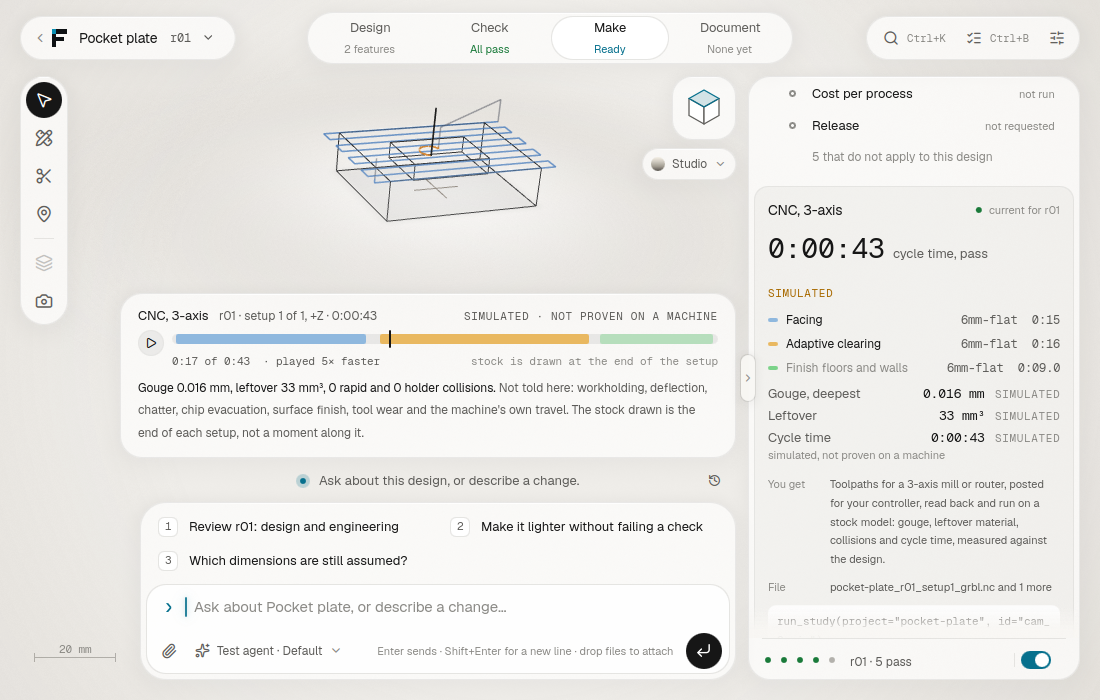 Pocket plate r01
Design
2 features
Check
All pass
Make
Ready
Document
None yet
Ctrl+K
Ctrl+B
Studio
Cost per process not run
Release not requested
5 that do not apply to this design
CNC, 3-axis current for r01
0:00:43 cycle time, pass
SIMULATED
Facing 6mm-flat 0:15
Adaptive clearing 6mm-flat 0:16
Finish floors and walls 6mm-flat 0:09.0
Gouge, deepest 0.016 mm SIMULATED
Leftover 33 mm³ SIMULATED
Cycle time 0:00:43 SIMULATED
simulated, not proven on a machine
You get Toolpaths for a 3-axis mill or router, posted
for your controller, read back and run on a
stock model: gouge, leftover material,
collisions and cycle time, measured against
the design.
File pocket-plate_r01_setup1_grbl.nc and 1 more
run_study(project="pocket-plate", id="cam_
r01 · 5 pass
CNC, 3-axis r01 · setup 1 of 1, +Z · 0:00:43 SIMULATED · NOT PROVEN ON A MACHINE
0:17 of 0:43 · played 5× faster stock is drawn at the end of the setup
Gouge 0.016 mm, leftover 33 mm³, 0 rapid and 0 holder collisions. Not told here: workholding, deflection,
chatter, chip evacuation, surface finish, tool wear and the machine's own travel. The stock drawn is the
end of each setup, not a moment along it.
Ask about this design, or describe a change.
1 Review r01: design and engineering
2 Make it lighter without failing a check
3 Which dimensions are still assumed?
Ask about Pocket plate, or describe a change...
Test agent · Default
Enter sends · Shift+Enter for a new line · drop files to attach
20 mm